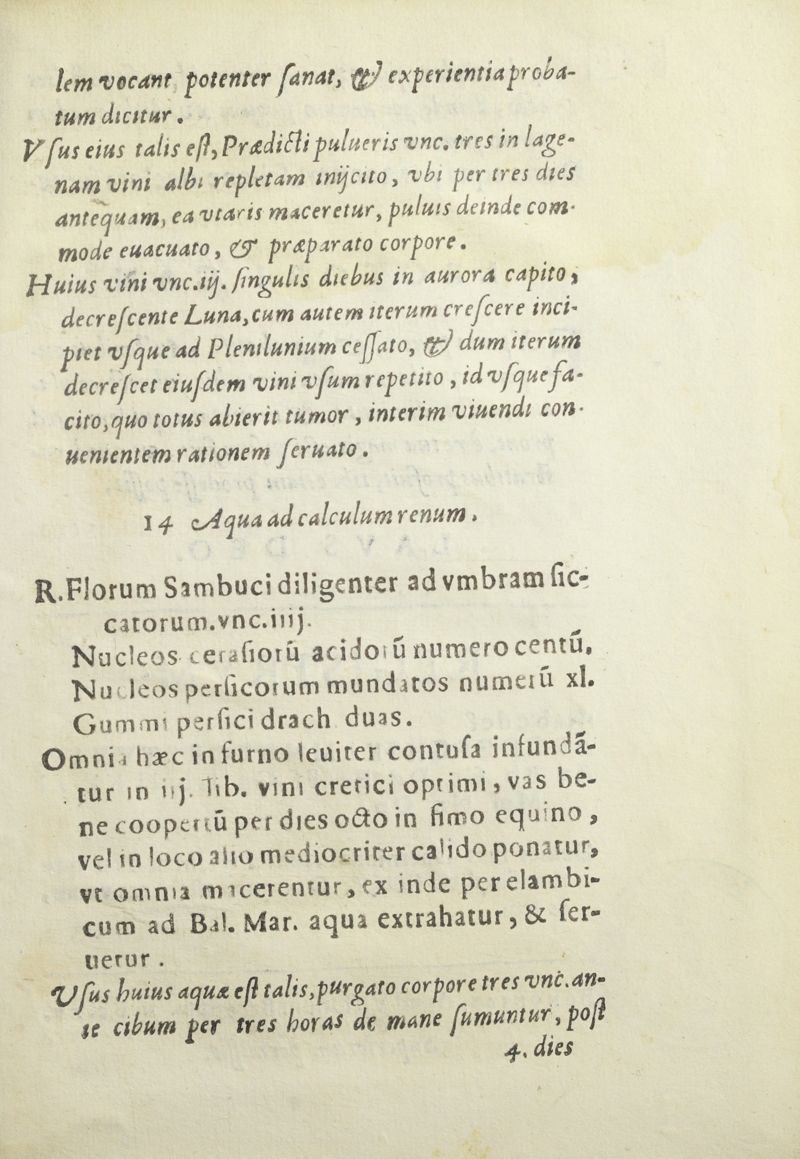 lem vocant potenter ſanat, & experientia proba-
tum dicitur.
Vſus eius talis eſt, Prædicti pulueris vnc. tres in lage-
nam vini albi repletam inijcito, vbi per tres dies
antequam, ea vtaris maceretur, puluis deinde com-
mode euacuato, & præparato corpore.
Huius vini vnc.iij. ſingulis diebus in aurora capito,
decreſcente Luna, cum autem iterum creſcere inci-
piet vſque ad Plenilunium ceſſato, & dum iterum
decreſcet eiuſdem vini vſum repetito, id vſque fa-
cito, quo totus abierit tumor, interim viuendi con-
uenientem rationem ſeruato.
14 Aqua ad calculum renum.
R. Florum Sambuci diligenter ad vmbram ſic-
catorum. vnc. iiij.
Nucleos ceraſiorū acidorū numero centū.
Nucleos perſicorum mundatos numerū xl.
Gummi perſici drach duas.
Omnia hæc in furno leuiter contuſa infundā-
tur in lib. vini cretici optimi, vas be-
ne coopertū per dies octo in fimo equino,
vel in loco alio mediocriter calido ponatur,
vt omnia macerentur, ex inde per elambi-
cum ad Bal. Mar. aqua extrahatur, & ſer-
uetur.
Vſus huius aquæ eſt talis, purgato corpore tres vnc. an-
te cibum per tres horas de mane ſumuntur, poſt
4. dies